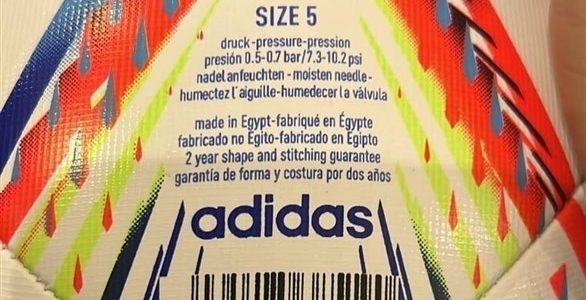 SIZE 5
druck-pressure-pression
presión 0.5-0.7 bar/7.3-10.2 psi
nadel anfeuchten - moisten needle-
humectez l'aiguille-humedecer la válvula
made in Egypt-fabriqué en Égypte
fabricado no Egito-fabricado en Egipto
2 year shape and stitching guarantee
garantía de forma y costura por dos años
adidas